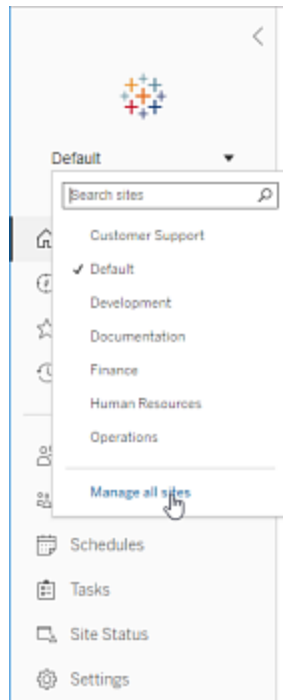 Default
Search sites
Customer Support
Default
Development
Documentation
Finance
Human Resources
Operations
Manage all sites
Schedules
Tasks
Site Status
Settings